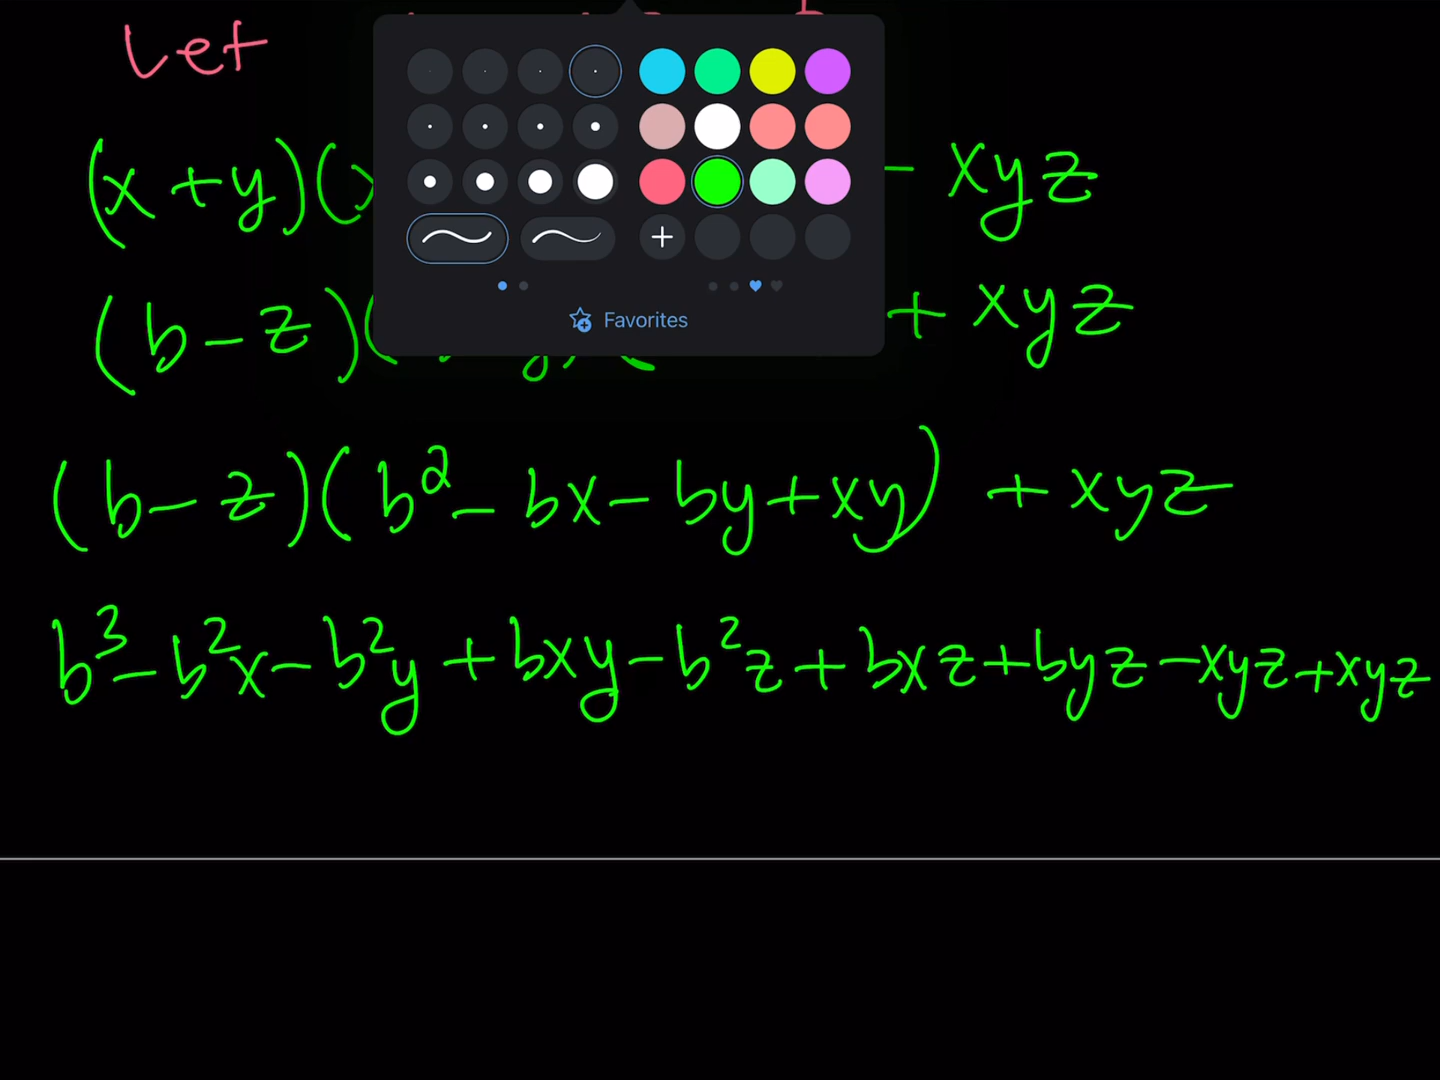 Let
(x+y)(x - xyz
Favorites
(b-z)( + xyz
(b-z)(b²-bx-by+xy) + xyz
b³-b²x-b²y+bxy-b²z+bxz+byz-xyz+xyz